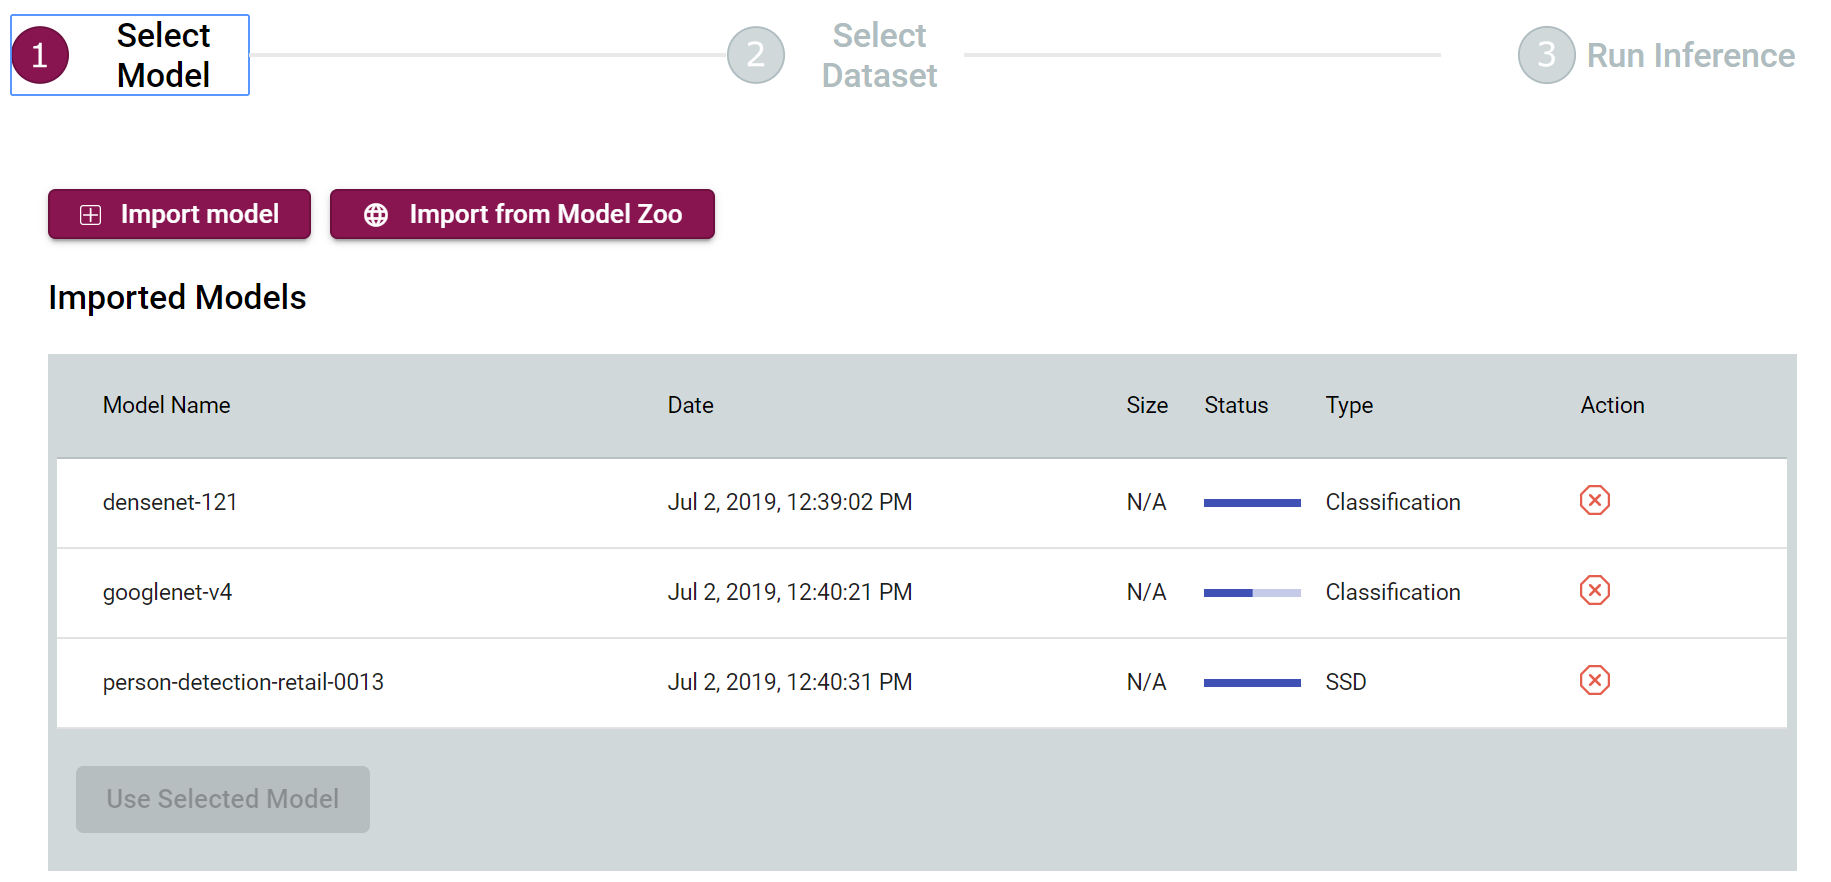 1
Select
Model
2
Select
Dataset
3
Run Inference
Import model
Import from Model Zoo
Imported Models
Model Name Date Size Status Type Action
densenet-121 Jul 2, 2019, 12:39:02 PM N/A Classification
googlenet-v4 Jul 2, 2019, 12:40:21 PM N/A Classification
person-detection-retail-0013 Jul 2, 2019, 12:40:31 PM N/A SSD
Use Selected Model